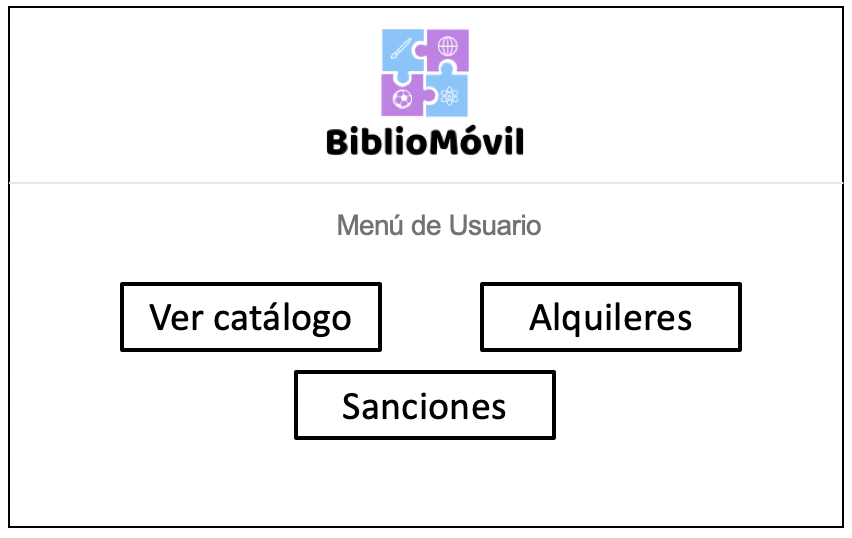 BiblioMóvil
Menú de Usuario
Ver catálogo
Alquileres
Sanciones